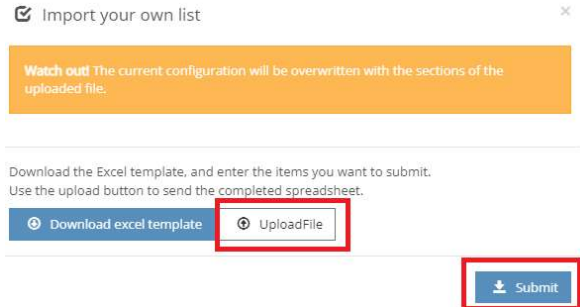 Import your own list
Watch out! The current configuration will be overwritten with the sections of the
uploaded file.
Download the Excel template, and enter the items you want to submit.
Use the upload button to send the completed spreadsheet.
Download excel template
UploadFile
Submit